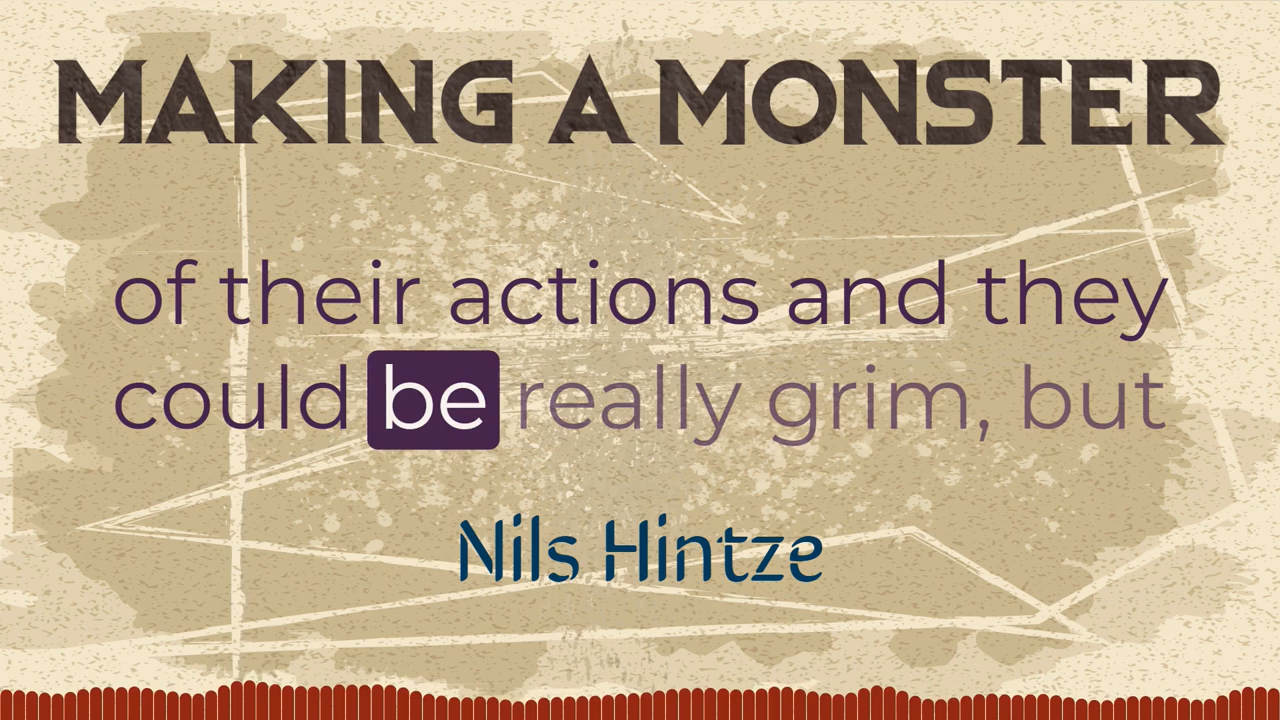 MAKING A MONSTER
of their actions and they
could be really grim, but
Nils Hintze